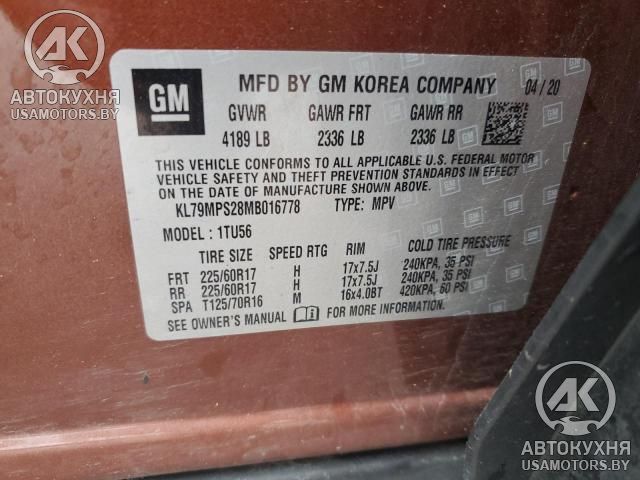 АК
АВТОКУХНЯ
USAMOTORS.BY
GM
MFD BY GM KOREA COMPANY 04/20
GVWR GAWR FRT GAWR RR
4189 LB 2336 LB 2336 LB
THIS VEHICLE CONFORMS TO ALL APPLICABLE U.S. FEDERAL MOTOR
VEHICLE SAFETY AND THEFT PREVENTION STANDARDS IN EFFECT
ON THE DATE OF MANUFACTURE SHOWN ABOVE.
KL79MPS28MB016778 TYPE: MPV
MODEL : 1TU56
TIRE SIZE SPEED RTG RIM COLD TIRE PRESSURE
FRT 225/60R17 H 17x7.5J 240KPA, 35 PSI
RR 225/60R17 H 17x7.5J 240KPA, 35 PSI
SPA T125/70R16 M 16x4.0BT 420KPA, 60 PSI
SEE OWNER'S MANUAL FOR MORE INFORMATION.
АК
АВТОКУХНЯ
USAMOTORS.BY